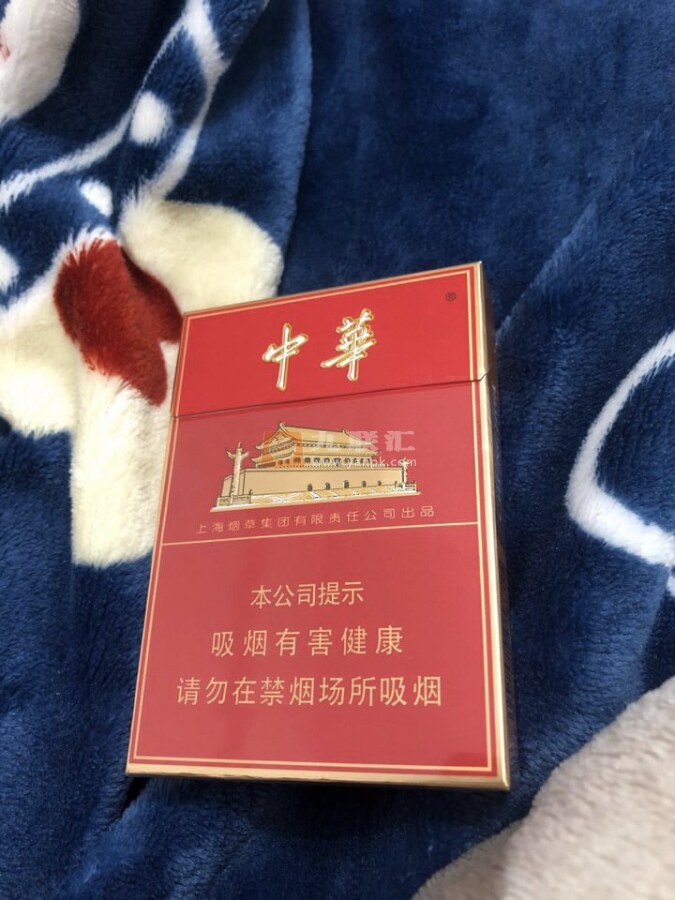 中華
®
上海烟草集团有限责任公司出品
本公司提示
吸烟有害健康
请勿在禁烟场所吸烟